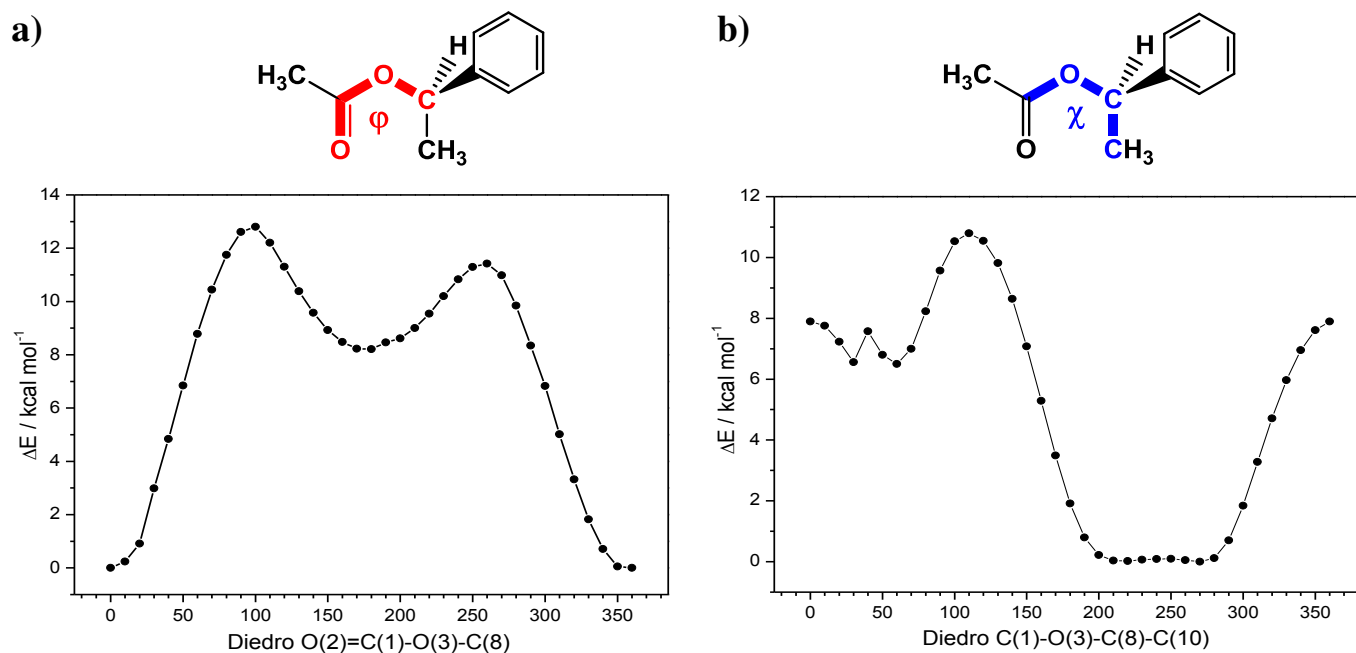 a)
H
H₃C
O
C
φ
O
CH₃
14
12
10
8
6
4
2
0
ΔE / kcal mol⁻¹
0 50 100 150 200 250 300 350
Diedro O(2)=C(1)-O(3)-C(8)
b)
H
H₃C
O
C
χ
O
CH₃
12
10
8
6
4
2
0
ΔE / kcal mol⁻¹
0 50 100 150 200 250 300 350
Diedro C(1)-O(3)-C(8)-C(10)